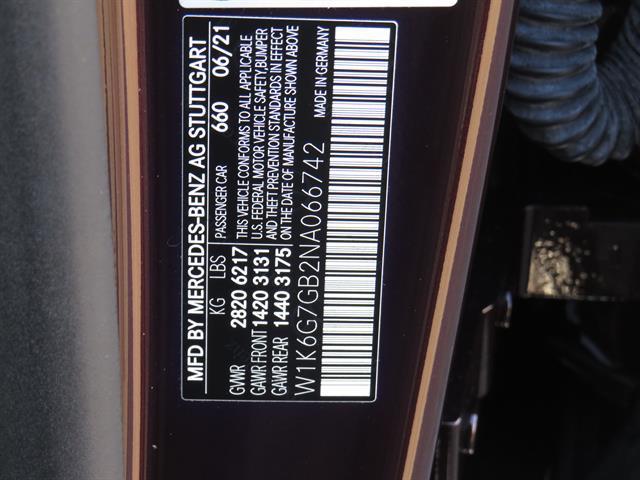 MFD BY MERCEDES-BENZ AG STUTTGART
KG LBS PASSENGER CAR 660 06/21
GVWR 2820 6217 THIS VEHICLE CONFORMS TO ALL APPLICABLE
GAWR FRONT 1420 3131 U.S. FEDERAL MOTOR VEHICLE SAFETY, BUMPER
GAWR REAR 1440 3175 AND THEFT PREVENTION STANDARDS IN EFFECT
ON THE DATE OF MANUFACTURE SHOWN ABOVE
W1K6G7GB2NA066742 MADE IN GERMANY